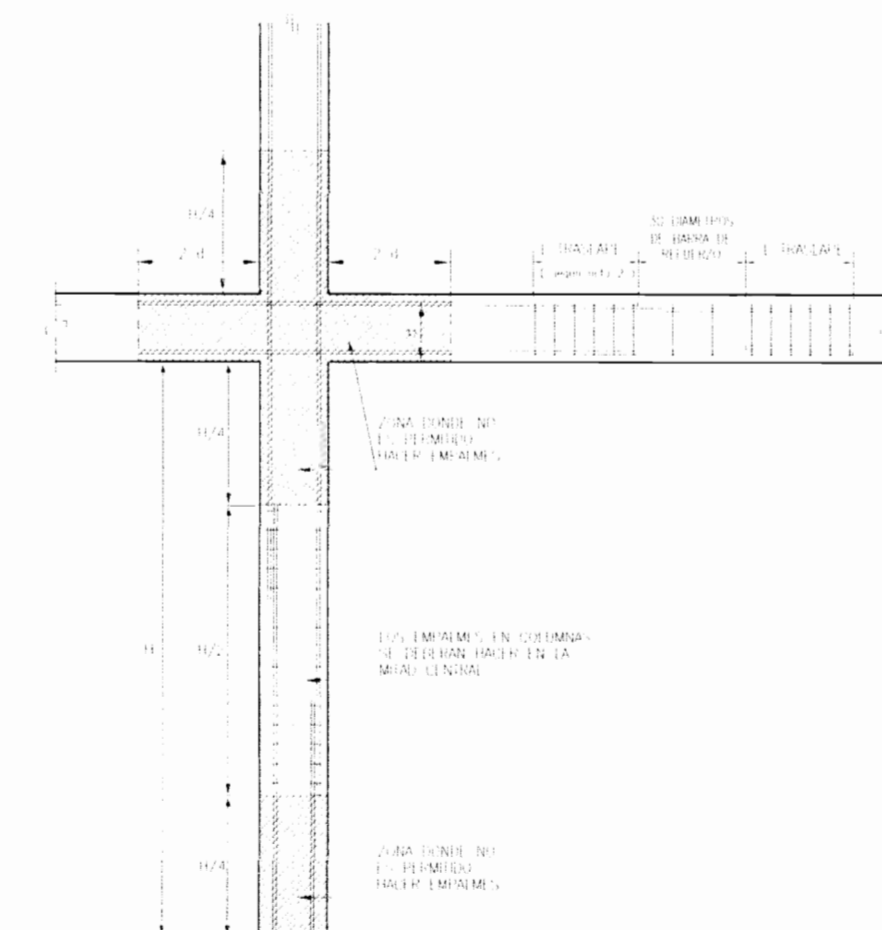 H/4
2 d
2 d
L TRASLAPE
30 DIAMETROS
DE BARRA DE
REFUERZO
L TRASLAPE
H/4
ZONA DONDE NO
ES PERMITIDO
HACER EMPALMES
H
H/2
LOS EMPALMES EN COLUMNAS
SE DEBERAN HACER EN LA
MITAD CENTRAL
H/4
ZONA DONDE NO
ES PERMITIDO
HACER EMPALMES